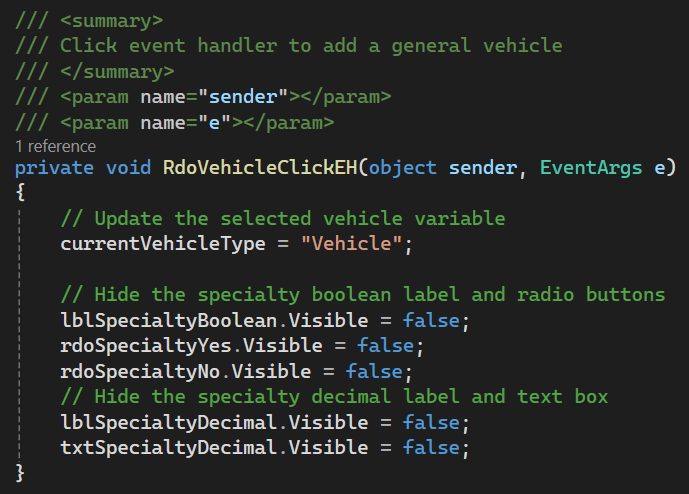 /// <summary>
/// Click event handler to add a general vehicle
/// </summary>
/// <param name="sender"></param>
/// <param name="e"></param>
1 reference
private void RdoVehicleClickEH(object sender, EventArgs e)
{
    // Update the selected vehicle variable
    currentVehicleType = "Vehicle";

    // Hide the specialty boolean label and radio buttons
    lblSpecialtyBoolean.Visible = false;
    rdoSpecialtyYes.Visible = false;
    rdoSpecialtyNo.Visible = false;
    // Hide the specialty decimal label and text box
    lblSpecialtyDecimal.Visible = false;
    txtSpecialtyDecimal.Visible = false;
}